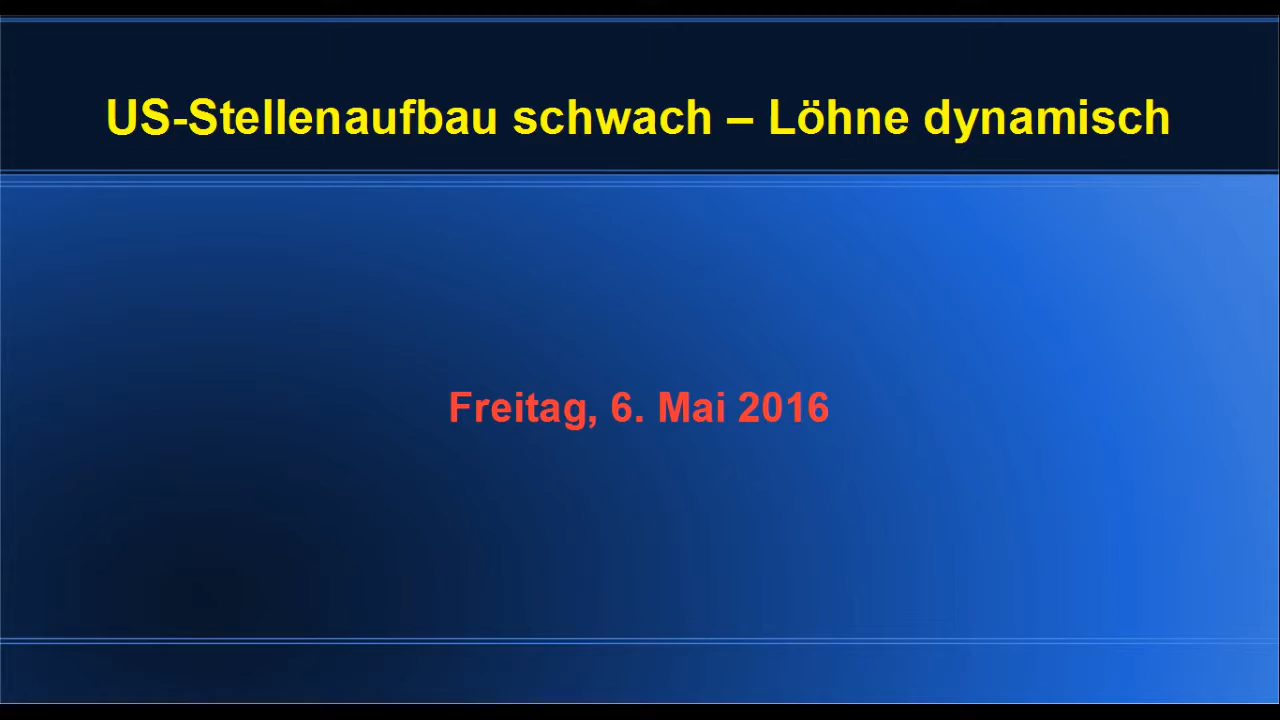 US-Stellenaufbau schwach – Löhne dynamisch
Freitag, 6. Mai 2016